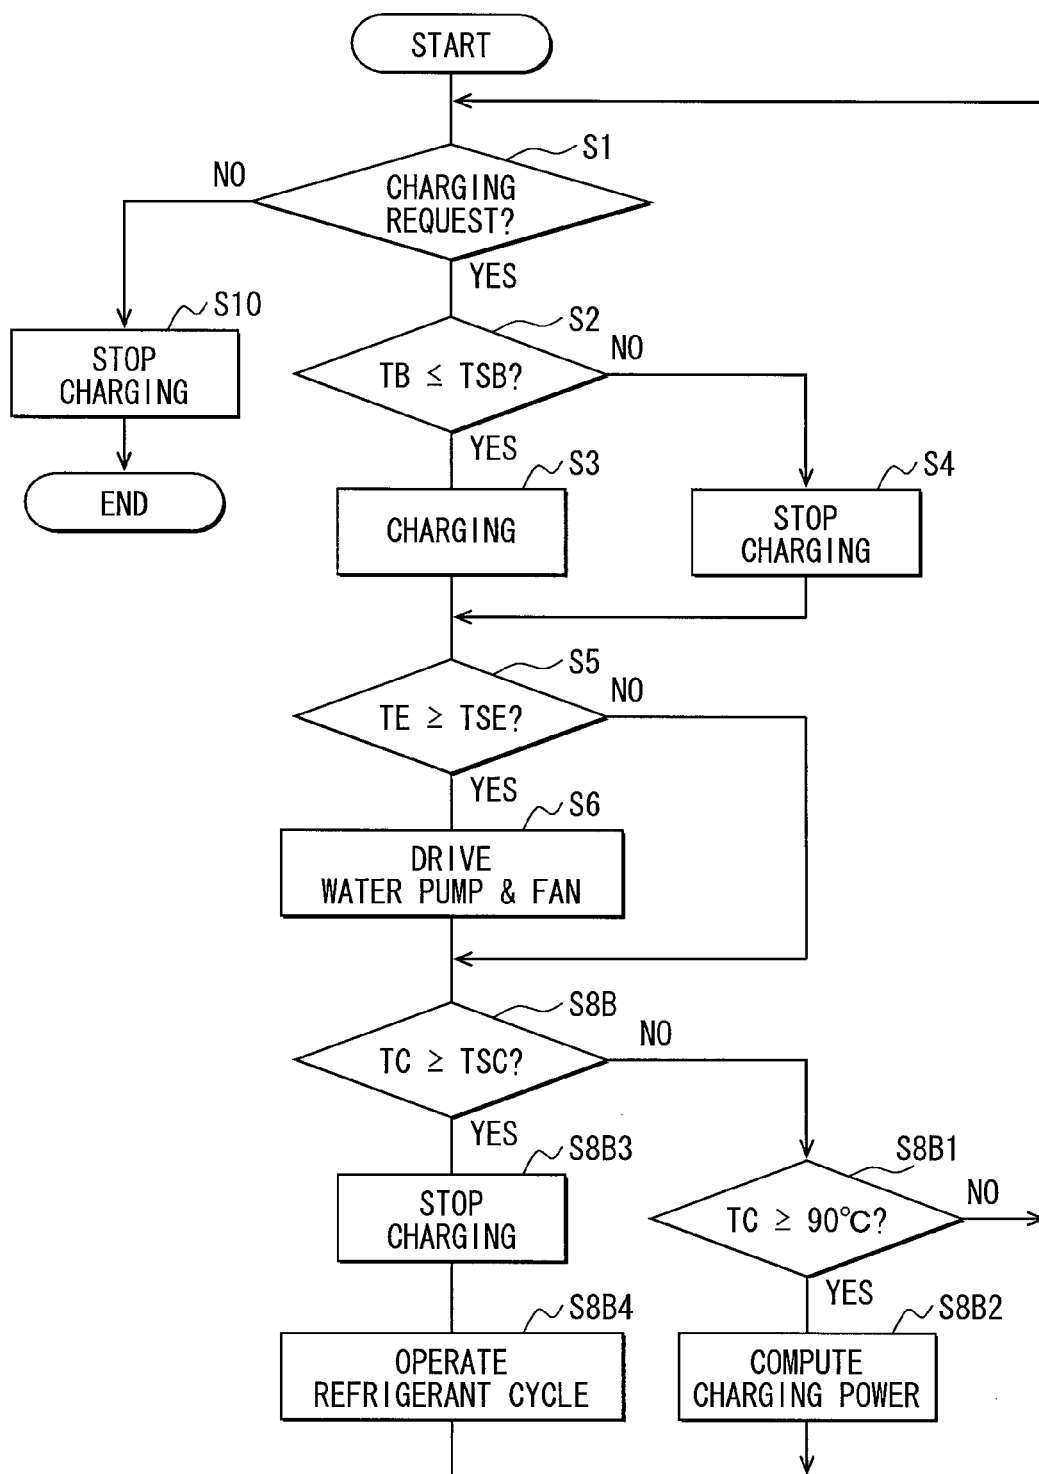 START
S1
NO
CHARGING
REQUEST?
YES
S10
STOP
CHARGING
END
S2
NO
TB ≤ TSB?
YES
S3
CHARGING
S4
STOP
CHARGING
S5
NO
TE ≥ TSE?
YES
S6
DRIVE
WATER PUMP & FAN
S8B
NO
TC ≥ TSC?
YES
S8B3
STOP
CHARGING
S8B1
NO
TC ≥ 90℃?
YES
S8B4
OPERATE
REFRIGERANT CYCLE
S8B2
COMPUTE
CHARGING POWER